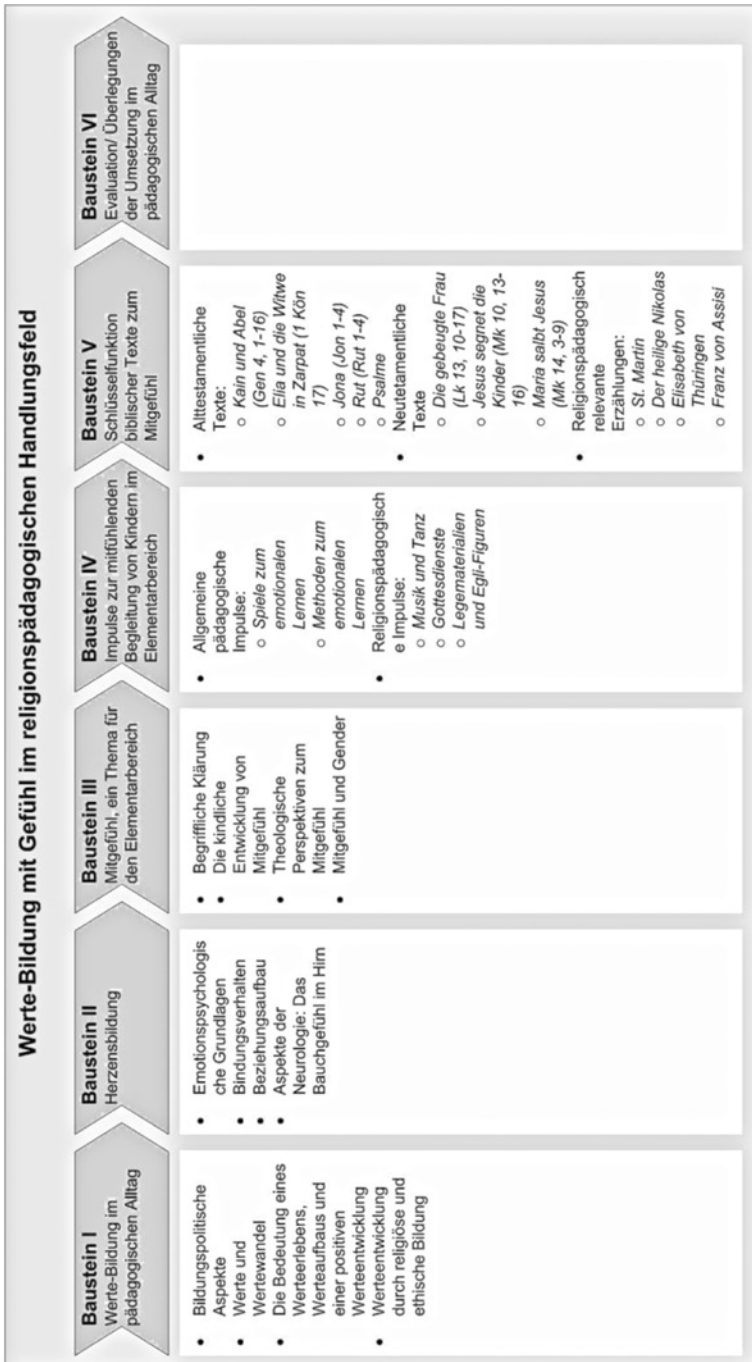 Werte-Bildung mit Gefühl im religionspädagogischen Handlungsfeld
Baustein I
Werte-Bildung im
pädagogischen Alltag
• Bildungspolitische
Aspekte
• Werte und
Wertewandel
• Die Bedeutung eines
Werteerlebens,
Werteaufbaus und
einer positiven
Werteentwicklung
• Werteentwicklung
durch religiöse und
ethische Bildung
Baustein II
Herzensbildung
• Emotionspsychologis
che Grundlagen
• Bindungsverhalten
• Beziehungsaufbau
• Aspekte der
Neurologie: Das
Bauchgefühl im Hirn
Baustein III
Mitgefühl, ein Thema für
den Elementarbereich
• Begriffliche Klärung
• Die kindliche
Entwicklung von
Mitgefühl
• Theologische
Perspektiven zum
Mitgefühl
• Mitgefühl und Gender
Baustein IV
Impulse zur mitfühlenden
Begleitung von Kindern im
Elementarbereich
• Allgemeine
pädagogische
Impulse:
○ Spiele zum
emotionalen
Lernen
○ Methoden zum
emotionalen
Lernen
• Religionspädagogisch
e Impulse:
○ Musik und Tanz
○ Gottesdienste
○ Legematerialien
und Egli-Figuren
Baustein V
Schlüsselfunktion
biblischer Texte zum
Mitgefühl
• Alttestamentliche
Texte:
○ Kain und Abel
(Gen 4, 1-16)
○ Elia und die Witwe
in Zarpat (1 Kön
17)
○ Jona (Jon 1-4)
○ Rut (Rut 1-4)
○ Psalme
• Neutetamentliche
Texte
○ Die gebeugte Frau
(Lk 13, 10-17)
○ Jesus segnet die
Kinder (Mk 10, 13-
16)
○ Maria salbt Jesus
(Mk 14, 3-9)
• Religionspädagogisch
relevante
Erzählungen:
○ St. Martin
○ Der heilige Nikolas
○ Elisabeth von
Thüringen
○ Franz von Assisi
Baustein VI
Evaluation/ Überlegungen
der Umsetzung im
pädagogischen Alltag